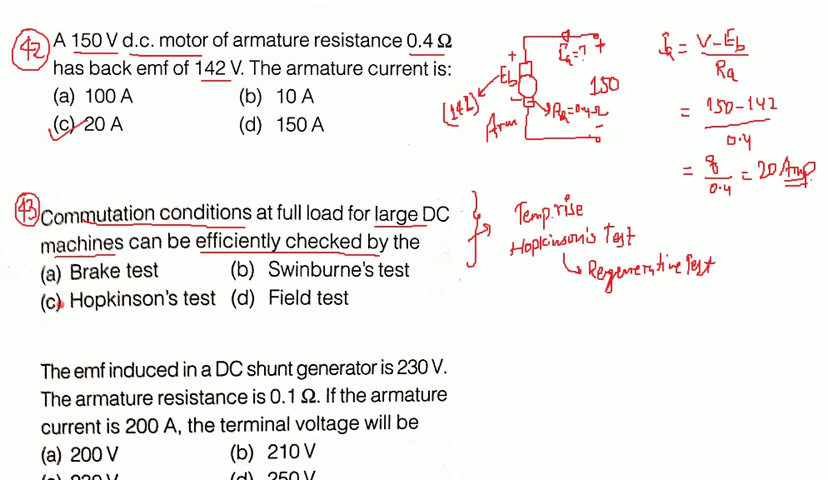 42
A 150 V d.c. motor of armature resistance 0.4 Ω
has back emf of 142 V. The armature current is:
(a) 100 A (b) 10 A
(c) 20 A (d) 150 A
Ia=? +
+
Eb
150
(142)
Ra=0.4Ω
Arm
Ia = V-Eb
Ra
= 150-142
0.4
= 8
0.4
= 20 Amp
43
Commutation conditions at full load for large DC
machines can be efficiently checked by the
(a) Brake test (b) Swinburne's test
(c) Hopkinson's test (d) Field test
Temp. rise
Hopkinson's Test
Regenerative Test
The emf induced in a DC shunt generator is 230 V.
The armature resistance is 0.1 Ω. If the armature
current is 200 A, the terminal voltage will be
(a) 200 V (b) 210 V
(d) 250 V